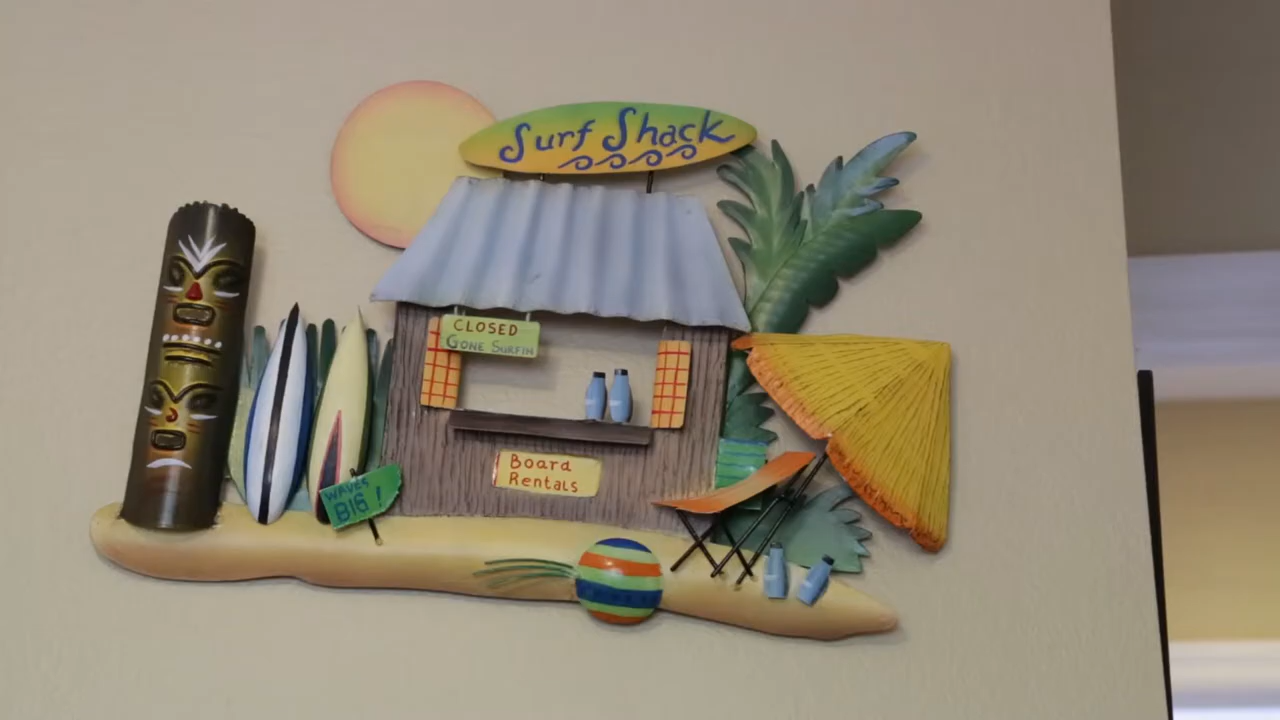 Surf Shack
CLOSED
GONE SURFIN
Board
Rentals
WAVES
BIG!